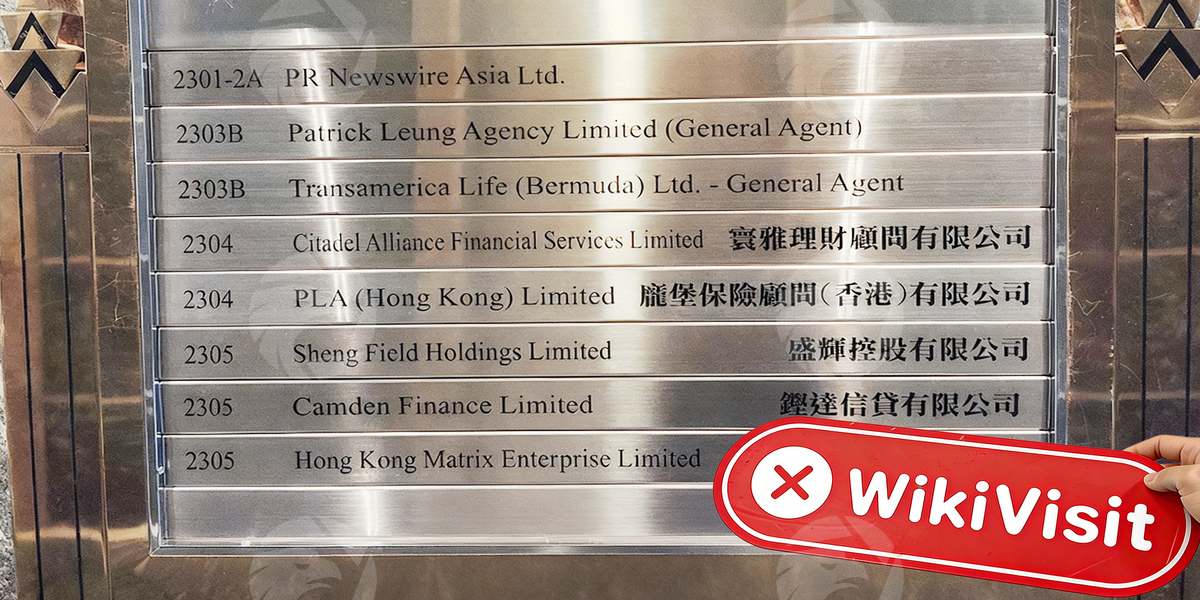 2301-2A PR Newswire Asia Ltd.
2303B Patrick Leung Agency Limited (General Agent)
2303B Transamerica Life (Bermuda) Ltd. - General Agent
2304 Citadel Alliance Financial Services Limited 寰雅理財顧問有限公司
2304 PLA (Hong Kong) Limited 龐堡保險顧問(香港)有限公司
2305 Sheng Field Holdings Limited 盛輝控股有限公司
2305 Camden Finance Limited 鏗達信貸有限公司
2305 Hong Kong Matrix Enterprise Limited
WikiVisit